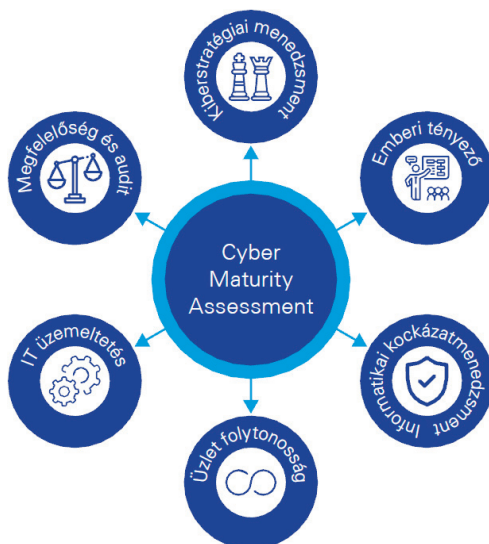 Kiberstratégiai menedzsment
Emberi tényező
Informatikai kockázatmenedzsment
Üzlet folytonosság
IT üzemeltetés
Megfelelőség és audit
Cyber
Maturity
Assessment